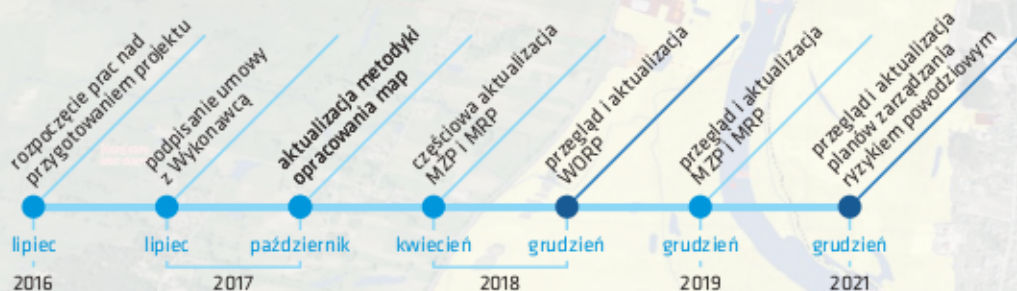 rozpoczęcie prac nad
przygotowaniem projektu
podpisanie umowy
z Wykonawcą
aktualizacja metodyki
opracowania map
częściowa aktualizacja
MZP i MRP
przegląd i aktualizacja
WORP
przegląd i aktualizacja
MZP i MRP
przegląd i aktualizacja
planów zarządzania
ryzykiem powodziowym
lipiec
lipiec
październik
kwiecień
grudzień
grudzień
grudzień
2016
2017
2018
2019
2021